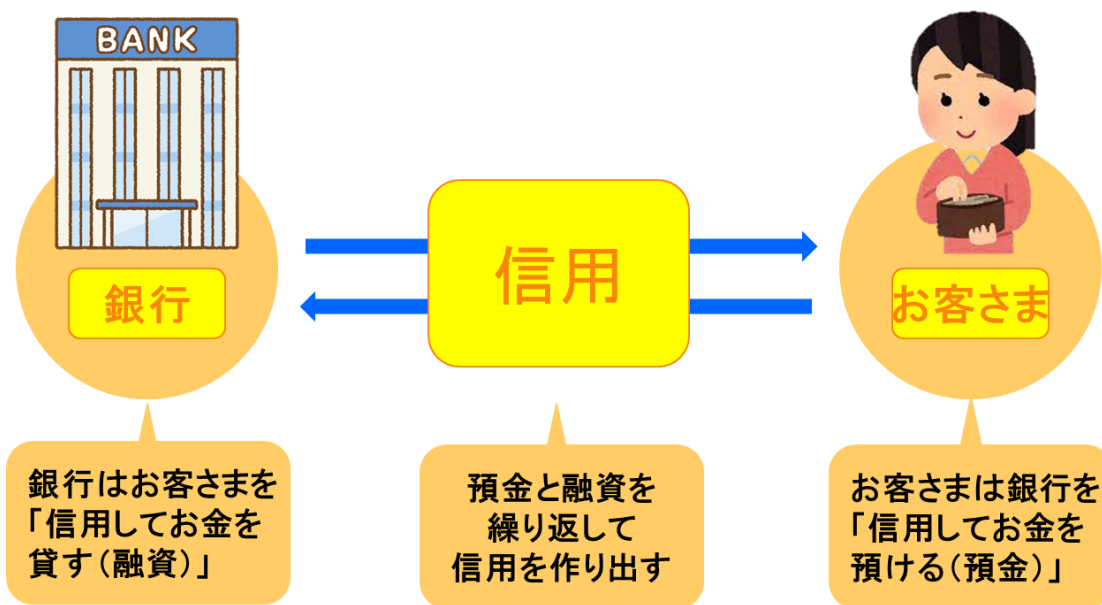 BANK
銀行
信用
お客さま
銀行はお客さまを
「信用してお金を
貸す（融資）」
預金と融資を
繰り返して
信用を作り出す
お客さまは銀行を
「信用してお金を
預ける（預金）」